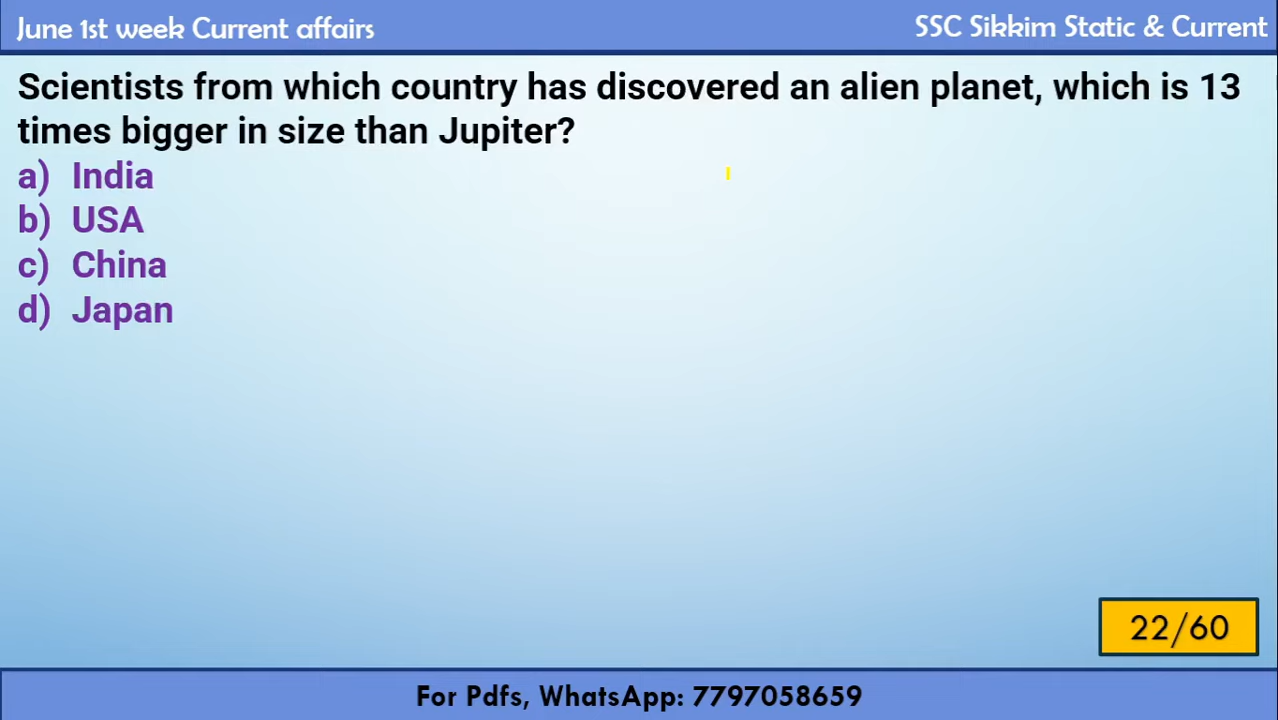 June 1st week Current affairs
SSC Sikkim Static & Current
Scientists from which country has discovered an alien planet, which is 13
times bigger in size than Jupiter?
a) India
b) USA
c) China
d) Japan
22/60
For Pdfs, WhatsApp: 7797058659